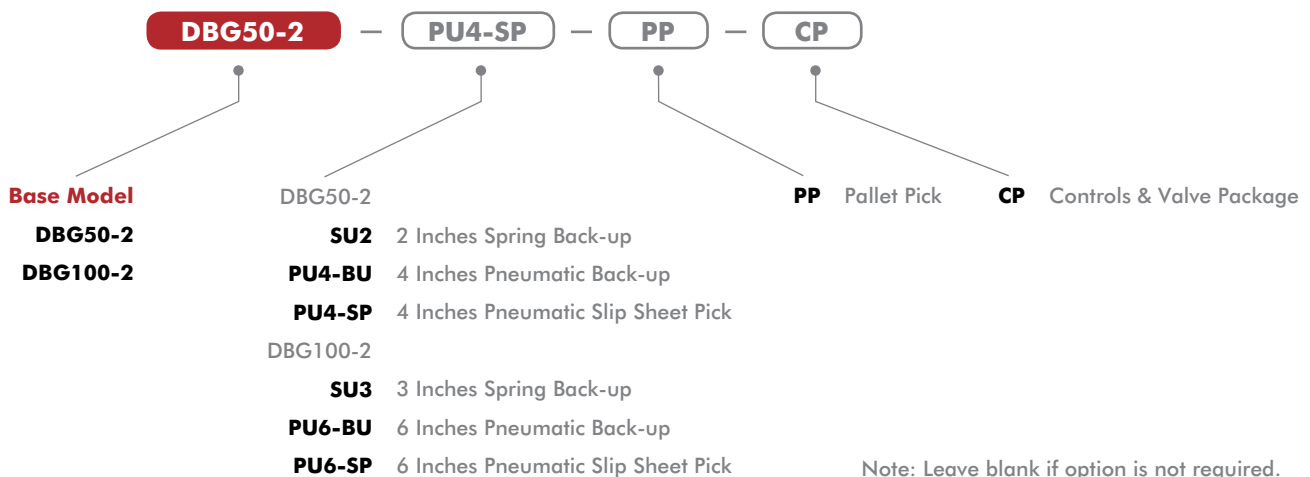 DBG50-2 — PU4-SP — PP — CP
Base Model
DBG50-2
DBG100-2
DBG50-2
SU2 2 Inches Spring Back-up
PU4-BU 4 Inches Pneumatic Back-up
PU4-SP 4 Inches Pneumatic Slip Sheet Pick
DBG100-2
SU3 3 Inches Spring Back-up
PU6-BU 6 Inches Pneumatic Back-up
PU6-SP 6 Inches Pneumatic Slip Sheet Pick
PP Pallet Pick
CP Controls & Valve Package
Note: Leave blank if option is not required.